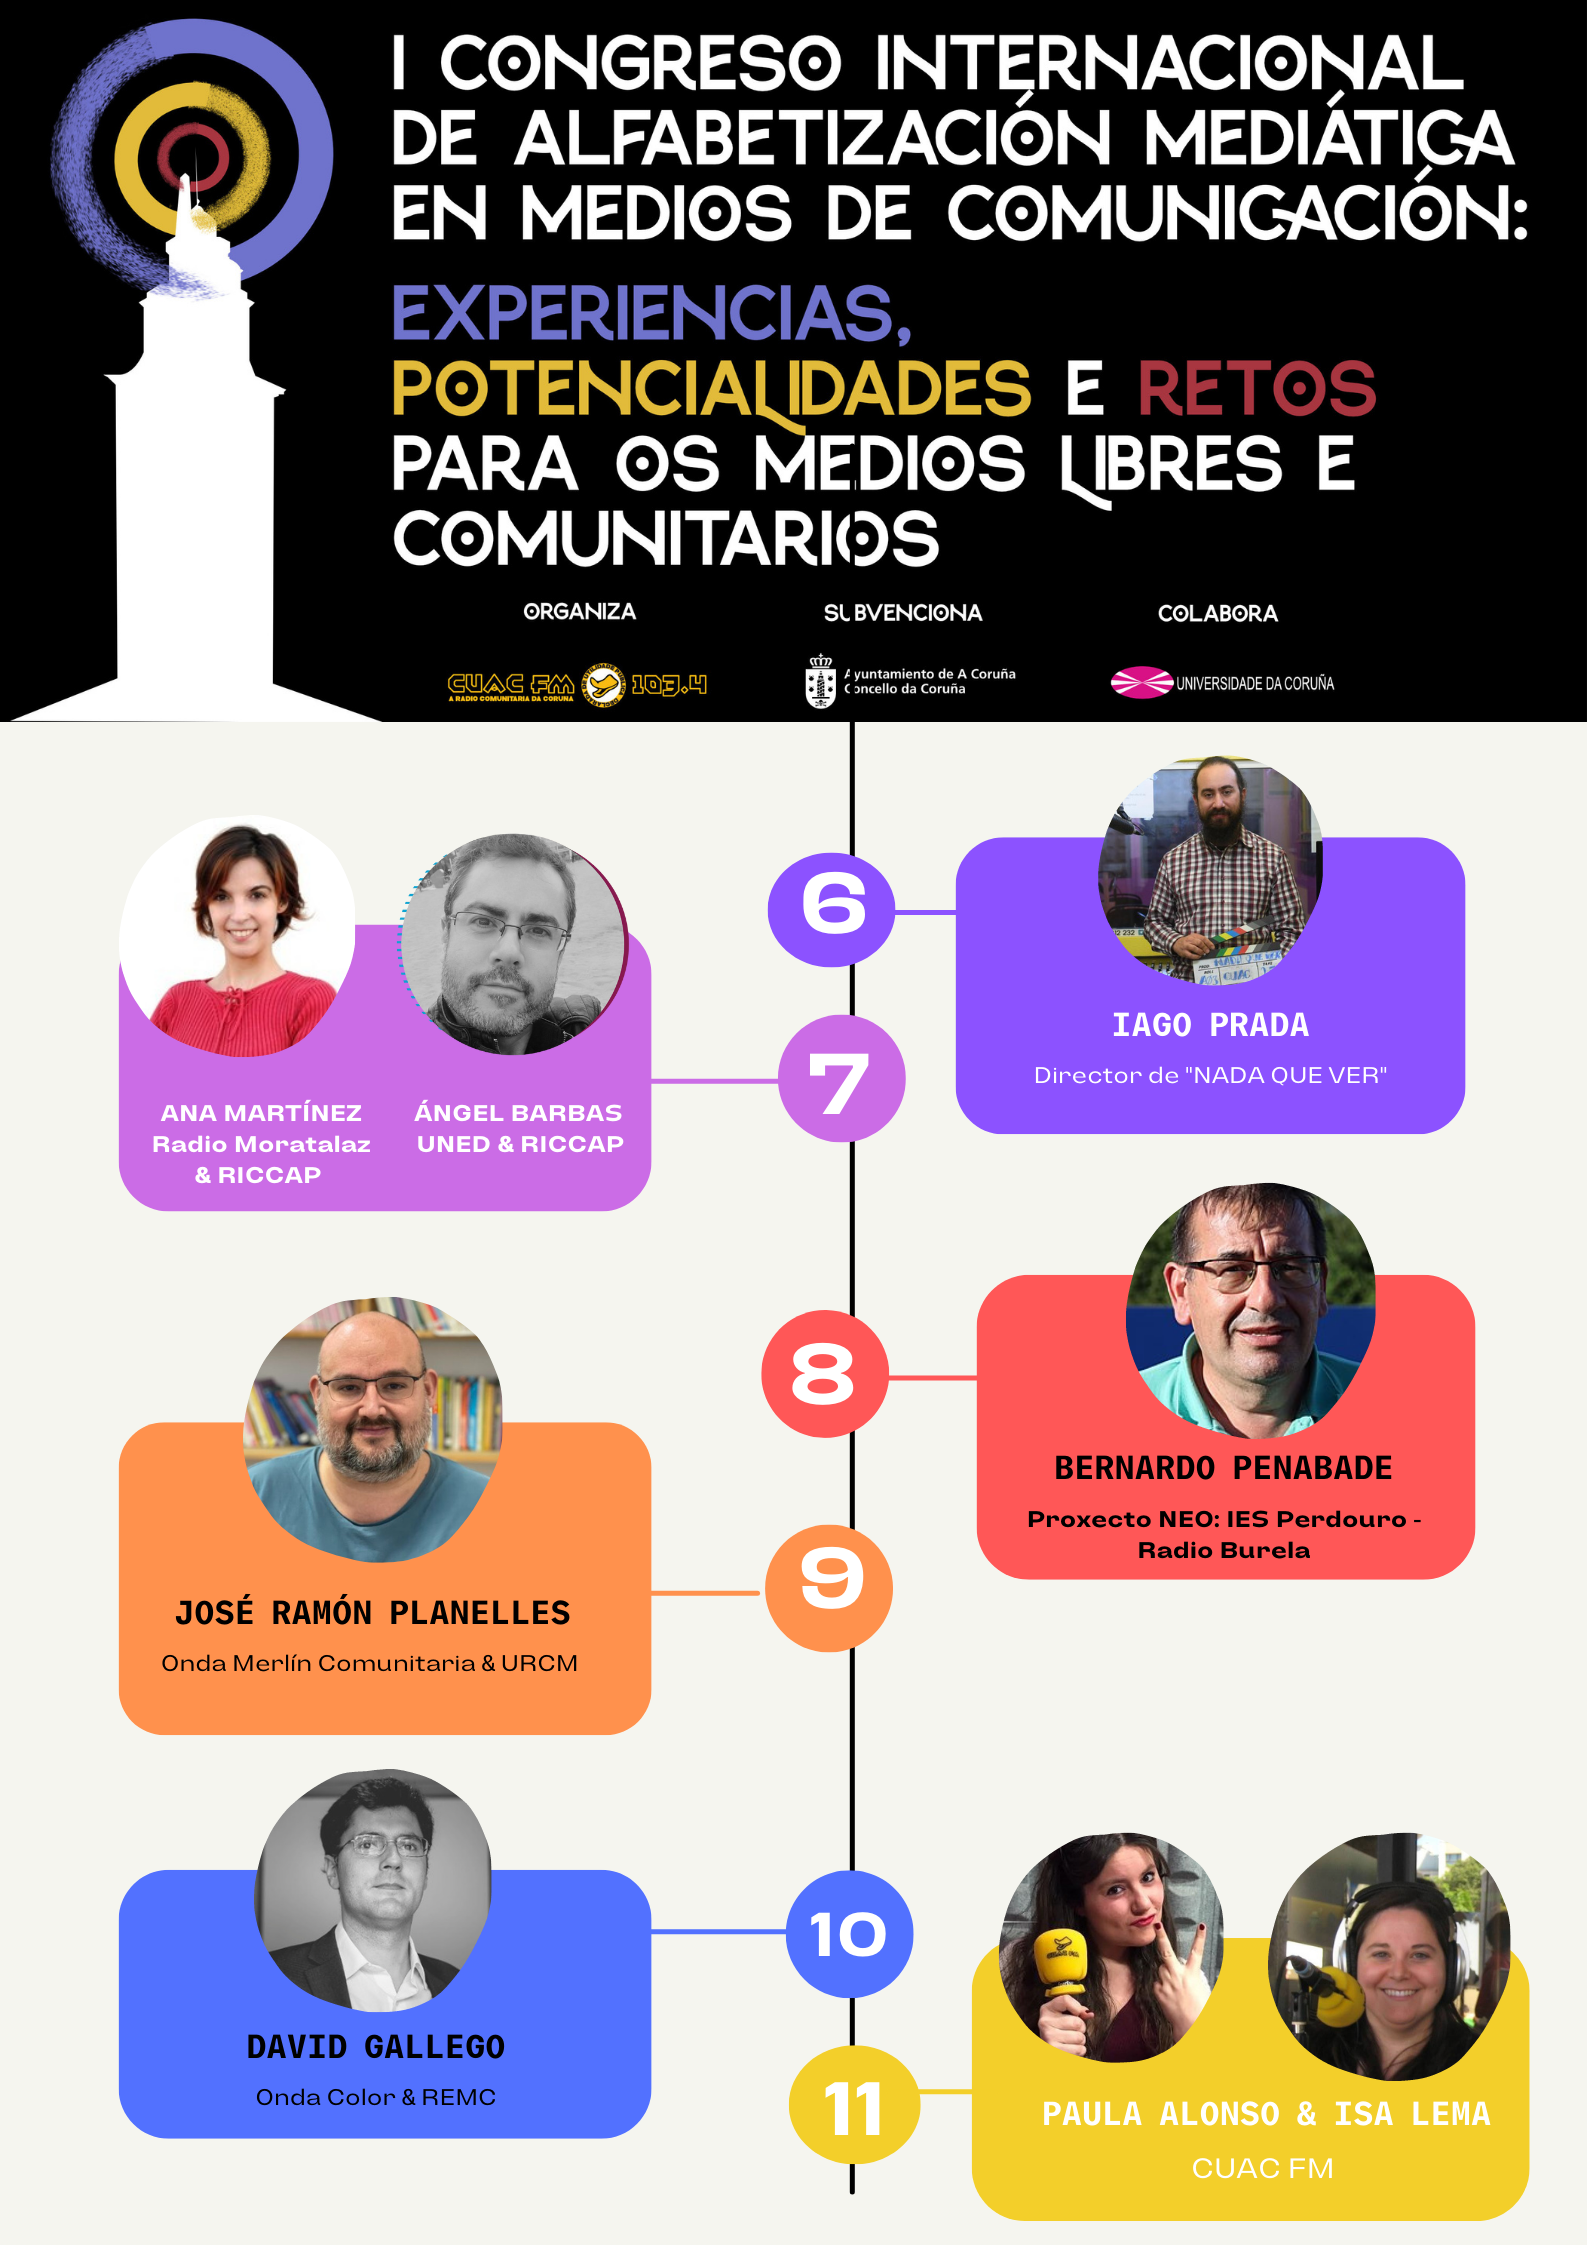 I CONGRESO INTERNACIONAL
DE ALFABETIZACIÓN MEDIÁTICA
EN MEDIOS DE COMUNICACIÓN:
EXPERIENCIAS,
POTENCIALIDADES E RETOS
PARA OS MEDIOS LIBRES E
COMUNITARIOS
ORGANIZA
SUBVENCIONA
COLABORA
CUAC FM
A RADIO COMUNITARIA DA CORUÑA
103.4
Ayuntamiento de A Coruña
Concello da Coruña
UNIVERSIDADE DA CORUÑA
6
IAGO PRADA
Director de "NADA QUE VER"
7
ANA MARTÍNEZ
Radio Moratalaz
& RICCAP
ÁNGEL BARBAS
UNED & RICCAP
8
BERNARDO PENABADE
Proxecto NEO: IES Perdouro -
Radio Burela
9
JOSÉ RAMÓN PLANELLES
Onda Merlín Comunitaria & URCM
10
DAVID GALLEGO
Onda Color & REMC
11
PAULA ALONSO & ISA LEMA
CUAC FM